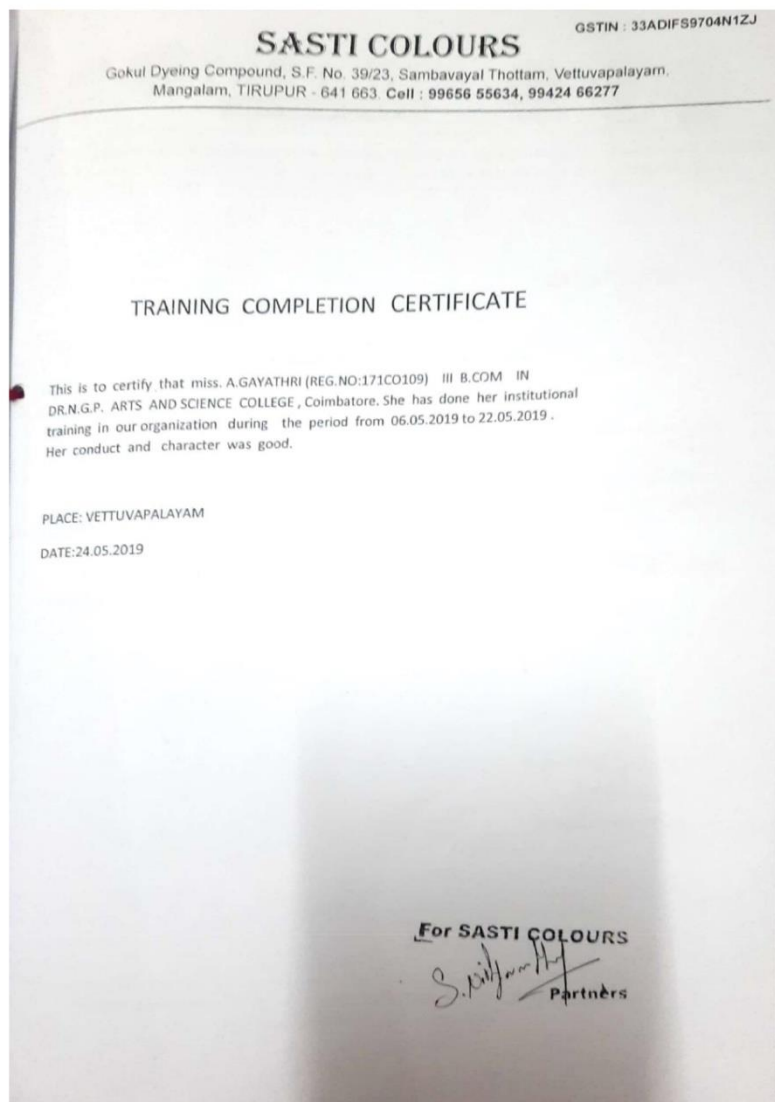 GSTIN : 33ADIFS9704N1ZJ
SASTI COLOURS
Gokul Dyeing Compound, S.F. No. 39/23, Sambavayal Thottam, Vettuvapalayam,
Mangalam, TIRUPUR - 641 663. Cell : 99656 55634, 99424 66277
TRAINING COMPLETION CERTIFICATE
This is to certify that miss. A.GAYATHRI (REG.NO:171CO109) III B.COM IN
DR.N.G.P. ARTS AND SCIENCE COLLEGE , Coimbatore. She has done her institutional
training in our organization during the period from 06.05.2019 to 22.05.2019 .
Her conduct and character was good.
PLACE: VETTUVAPALAYAM
DATE:24.05.2019
For SASTI COLOURS
Partners